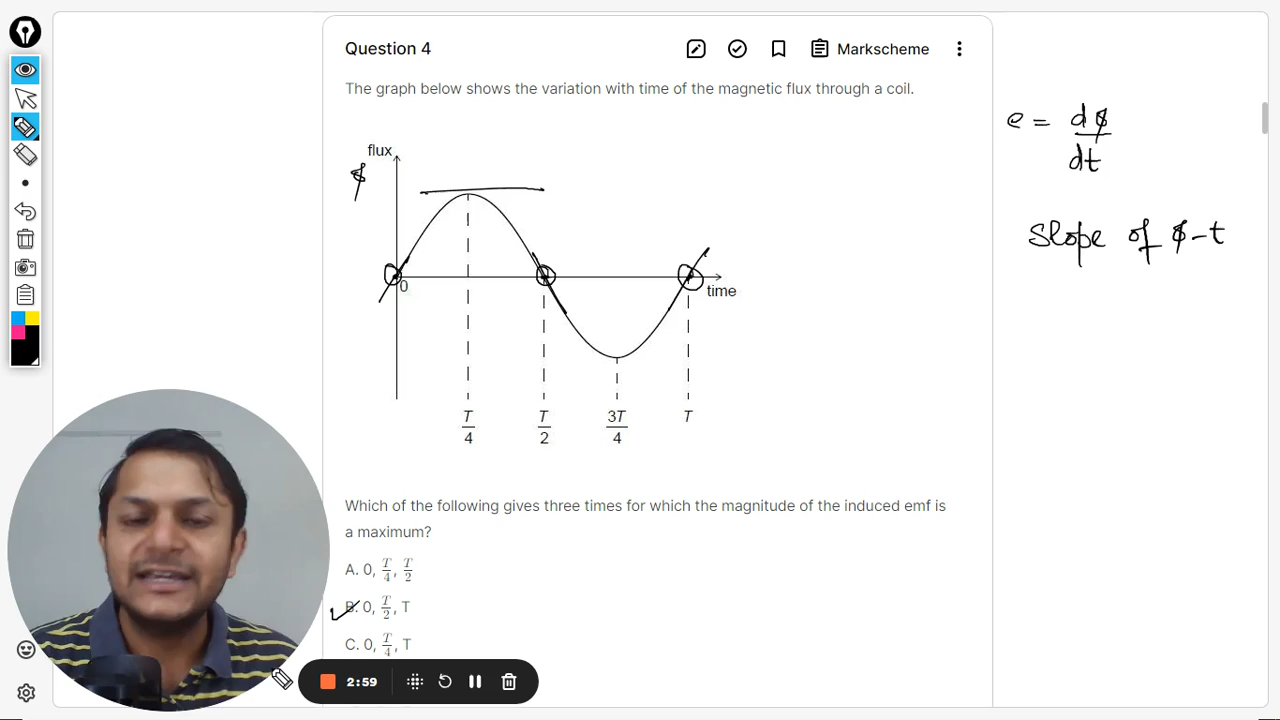 Question 4
Markscheme
The graph below shows the variation with time of the magnetic flux through a coil.
flux
ϕ
0
time
T/4
T/2
3T/4
T
e = dϕ/dt
Slope of ϕ-t
Which of the following gives three times for which the magnitude of the induced emf is
a maximum?
A. 0, T/4, T/2
B. 0, T/2, T
C. 0, T/4, T
2:59